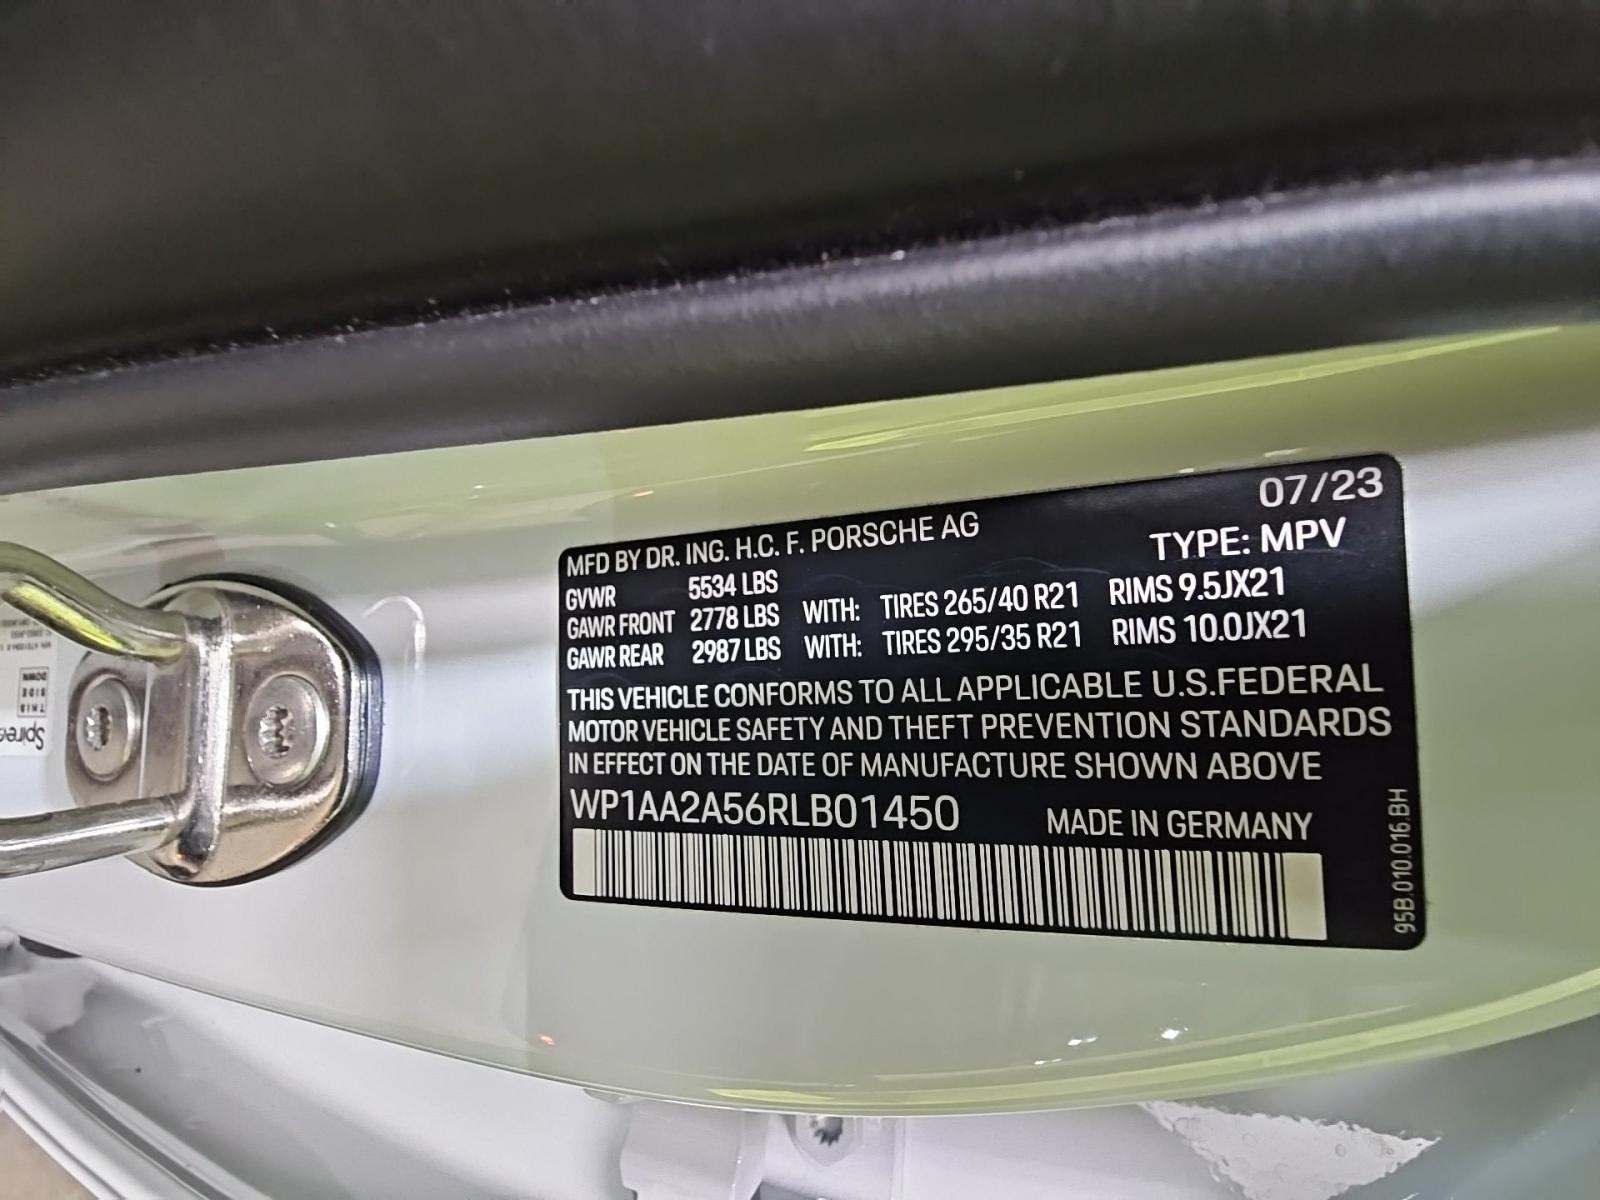 07/23
MFD BY DR. ING. H.C. F. PORSCHE AG
TYPE: MPV
GVWR 5534 LBS
GAWR FRONT 2778 LBS WITH: TIRES 265/40 R21 RIMS 9.5JX21
GAWR REAR 2987 LBS WITH: TIRES 295/35 R21 RIMS 10.0JX21
THIS VEHICLE CONFORMS TO ALL APPLICABLE U.S.FEDERAL
MOTOR VEHICLE SAFETY AND THEFT PREVENTION STANDARDS
IN EFFECT ON THE DATE OF MANUFACTURE SHOWN ABOVE
WP1AA2A56RLB01450
MADE IN GERMANY
95B.010.016.BH
THIS
SIDE
DOWN